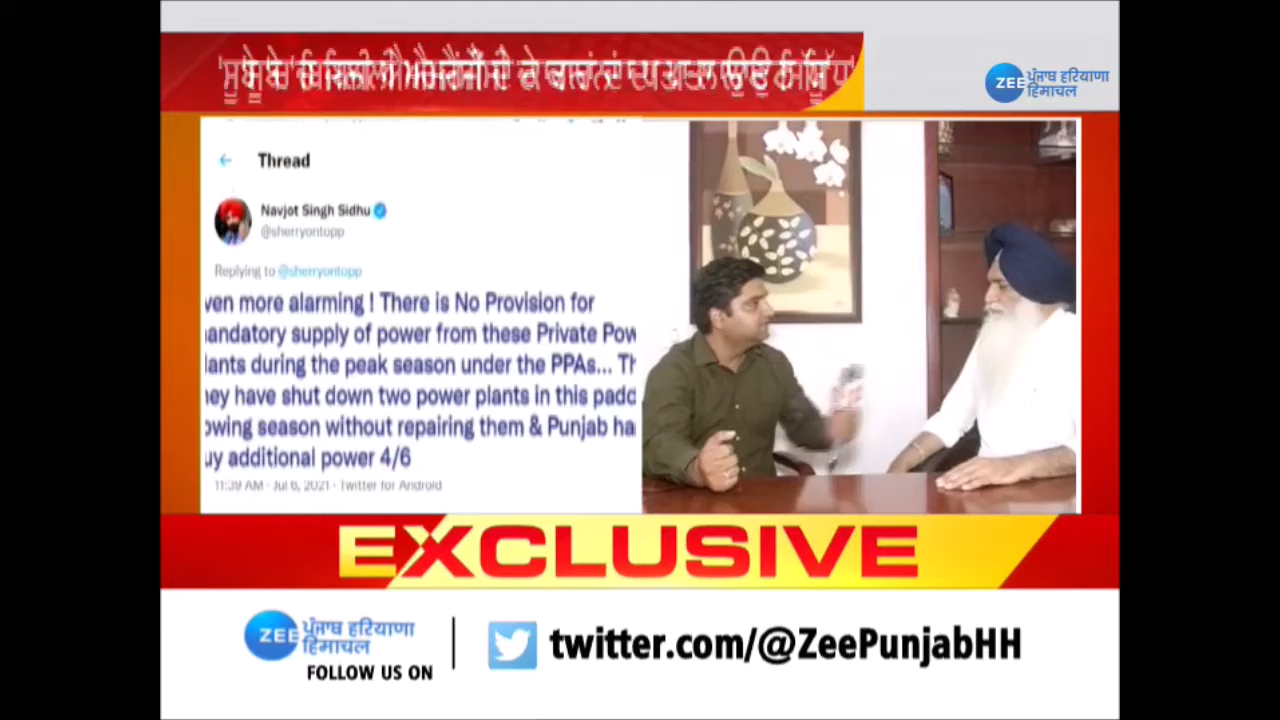 ZEE ਪੰਜਾਬ हरियाणा
हिमाचल
Thread
Navjot Singh Sidhu
@sherryontopp
Replying to @sherryontopp
ven more alarming ! There is No Provision for
andatory supply of power from these Private Pow
lants during the peak season under the PPAs... Th
ey have shut down two power plants in this padd
owing season without repairing them & Punjab ha
uy additional power 4/6
11:39 AM · Jul 6, 2021 · Twitter for Android
EXCLUSIVE
ZEE ਪੰਜਾਬ हरियाणा
हिमाचल
FOLLOW US ON
twitter.com/@ZeePunjabHH